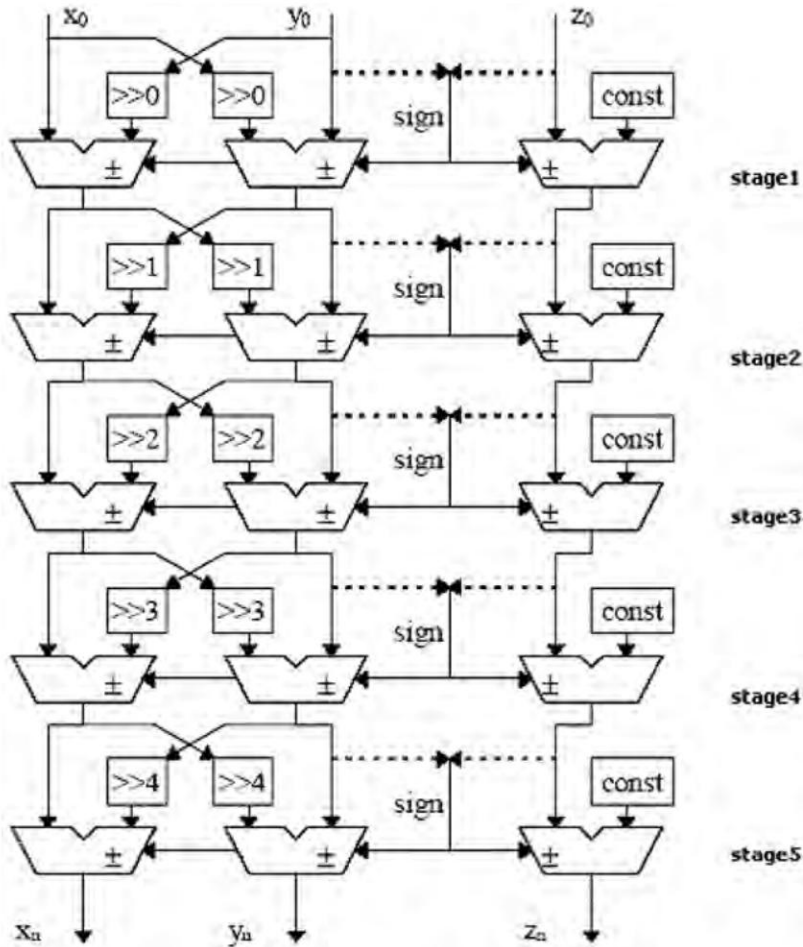 x₀ y₀ z₀
>>0 >>0 const
sign
± ± ± stage1
>>1 >>1 const
sign
± ± ± stage2
>>2 >>2 const
sign
± ± ± stage3
>>3 >>3 const
sign
± ± ± stage4
>>4 >>4 const
sign
± ± ± stage5
xₙ yₙ zₙ